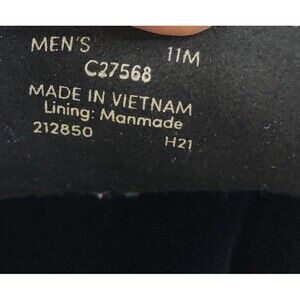 MEN'S 11M
C27568
MADE IN VIETNAM
Lining: Manmade
212850 H21